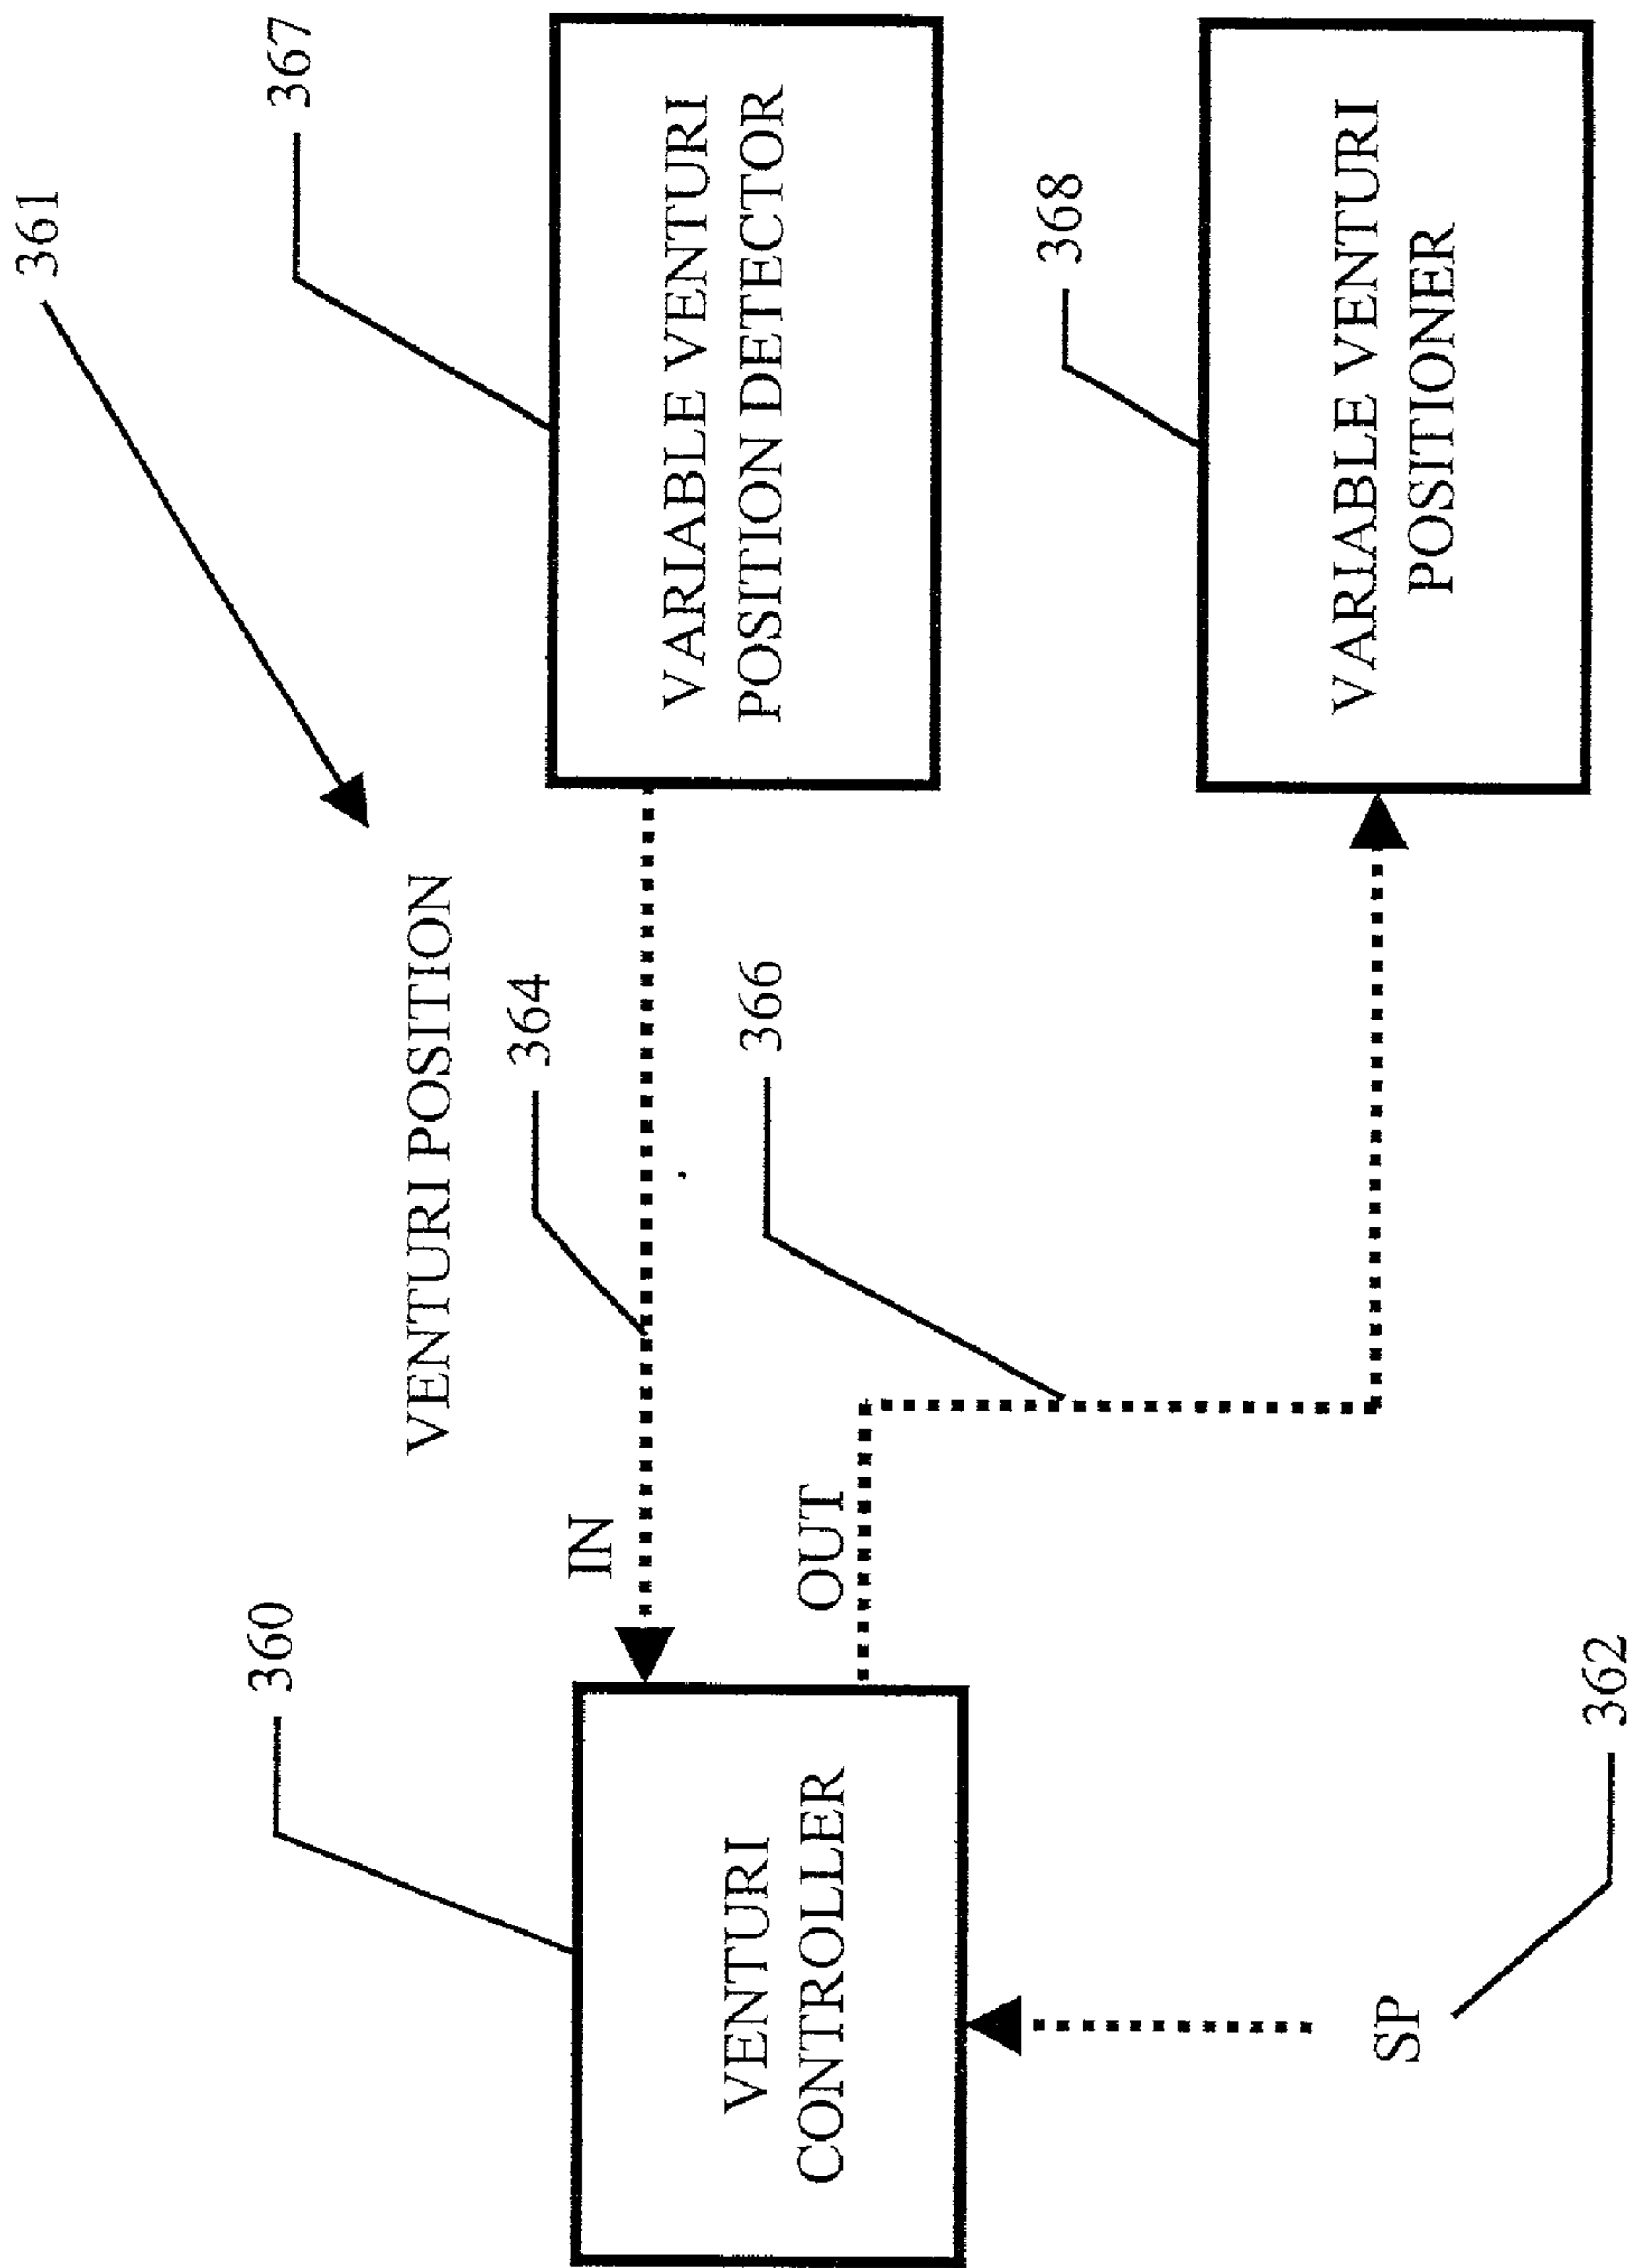 361
367
360
VENTURI POSITION
364
IN
VARIABLE VENTURI
POSITION DETECTOR
366
OUT
VENTURI
CONTROLLER
368
VARIABLE VENTURI
POSITIONER
SP
362